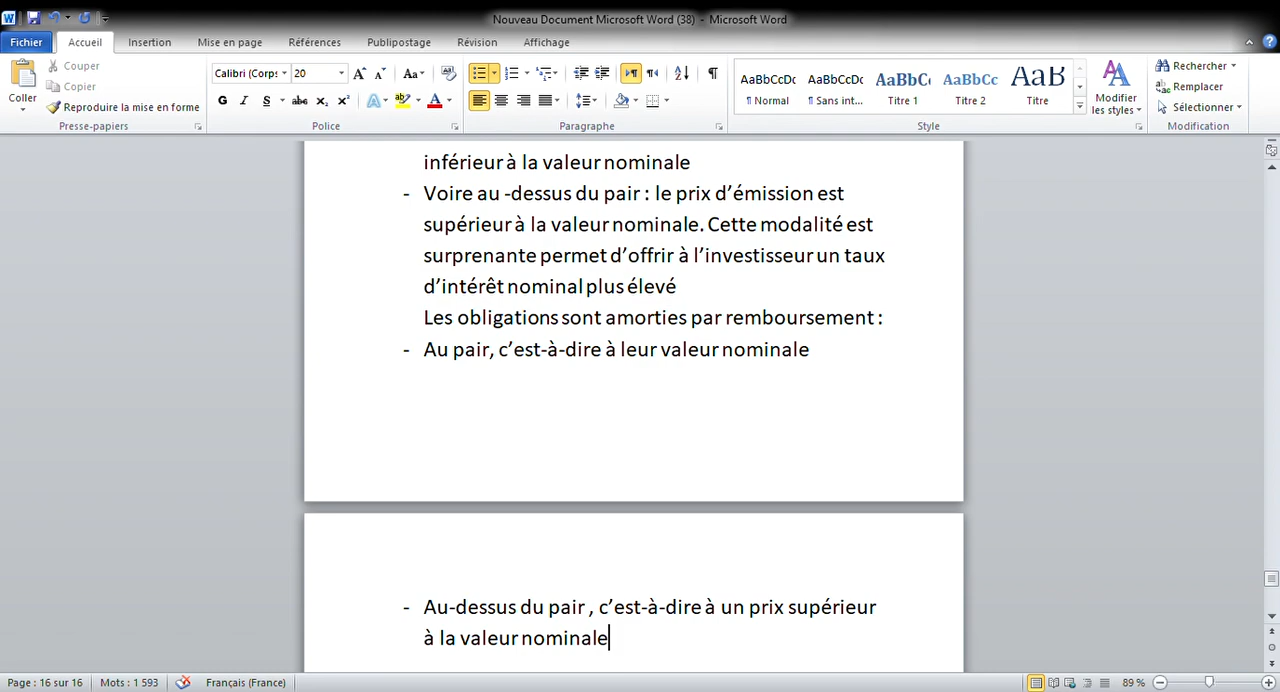 Nouveau Document Microsoft Word (38) - Microsoft Word
Fichier Accueil Insertion Mise en page Références Publipostage Révision Affichage
Coller
Couper
Copier
Reproduire la mise en forme
Presse-papiers
Calibri (Corps 20
G I S abc x₂ x² A ab A
Aa
Police
Paragraphe
AaBbCcDc AaBbCcDc AaBbC AaBbCc AaB
¶ Normal ¶ Sans int... Titre 1 Titre 2 Titre
Modifier
les styles
Style
Rechercher
Remplacer
Sélectionner
Modification
inférieur à la valeur nominale
- Voire au -dessus du pair : le prix d’émission est
supérieur à la valeur nominale. Cette modalité est
surprenante permet d’offrir à l’investisseur un taux
d’intérêt nominal plus élevé
Les obligations sont amorties par remboursement :
- Au pair, c’est-à-dire à leur valeur nominale
- Au-dessus du pair , c’est-à-dire à un prix supérieur
à la valeur nominale
Page : 16 sur 16 Mots : 1 593 Français (France) 89 %